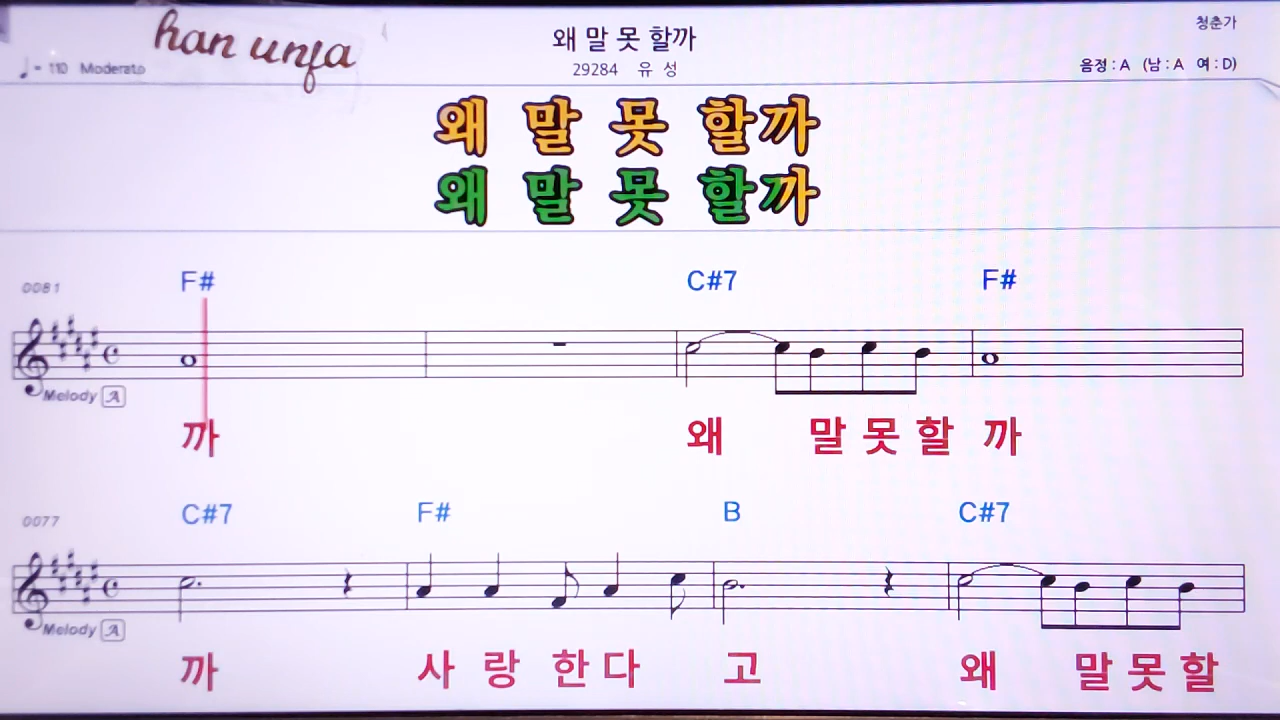 han unfa
왜 말 못 할까
청춘가
♩= 110 Moderato
29284 유 성
음정 : A (남 : A 여 : D)
왜 말 못 할까
왜 말 못 할까
0081
F# C#7 F#
Melody A
까 왜 말 못 할 까
0077
C#7 F# B C#7
Melody A
까 사 랑 한 다 고 왜 말 못 할